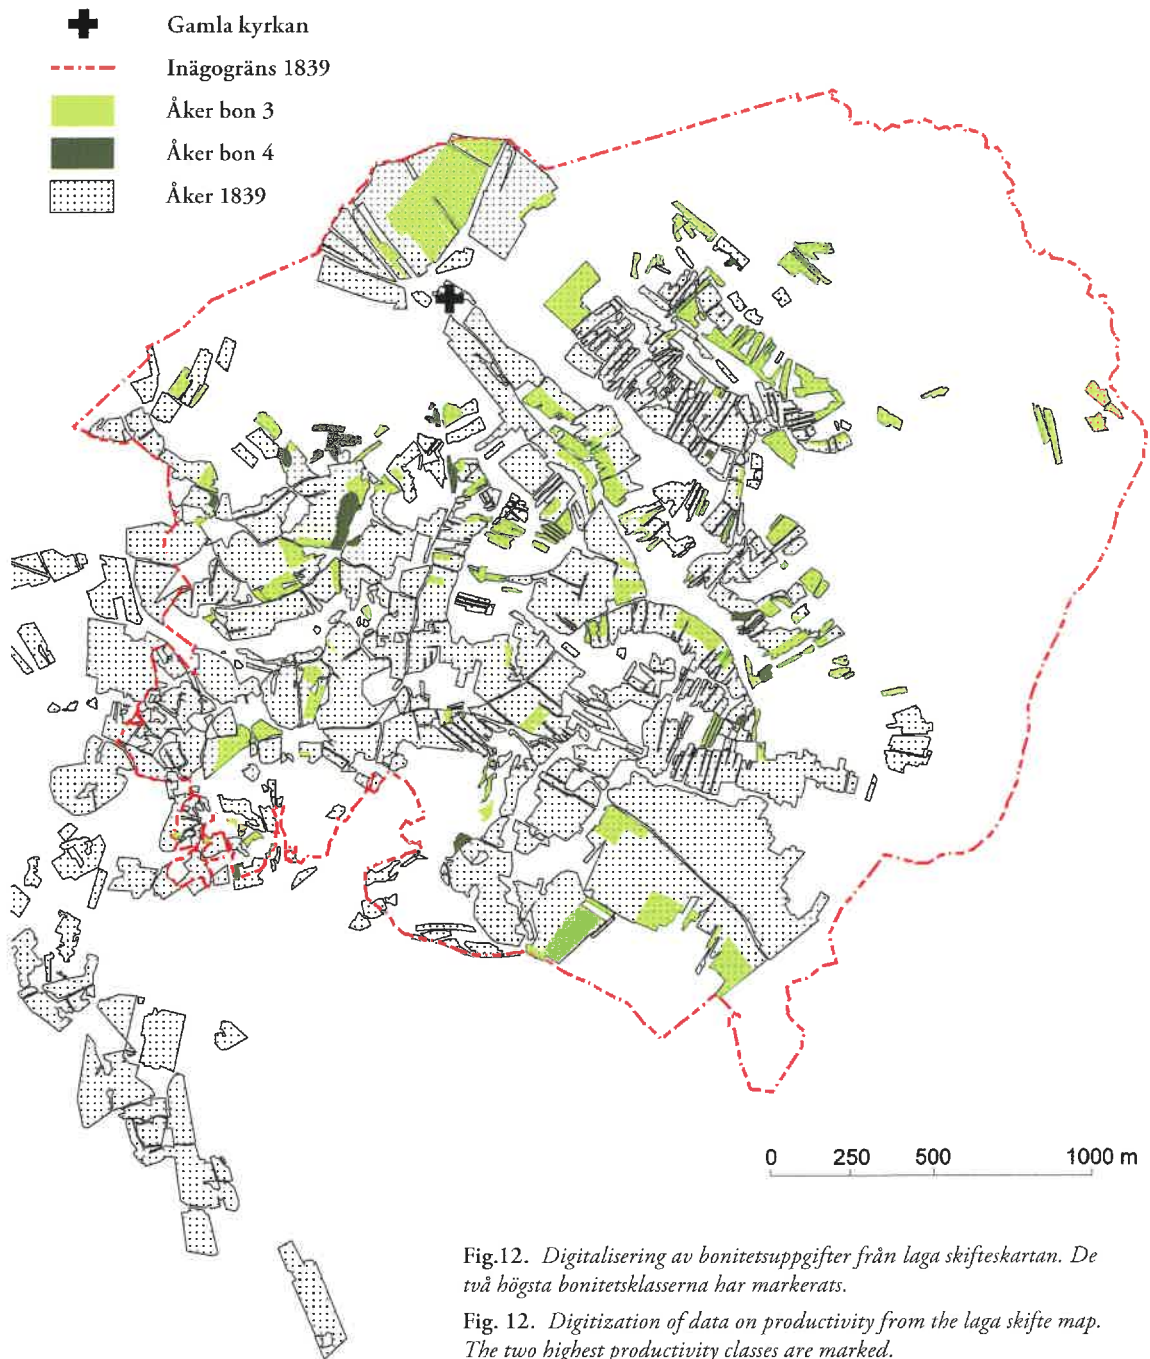 Gamla kyrkan
Inägogräns 1839
Åker bon 3
Åker bon 4
Åker 1839
0 250 500 1000 m
Fig.12. Digitalisering av bonitetsuppgifter från laga skifteskartan. De
två högsta bonitetsklasserna har markerats.
Fig. 12. Digitization of data on productivity from the laga skifte map.
The two highest productivity classes are marked.